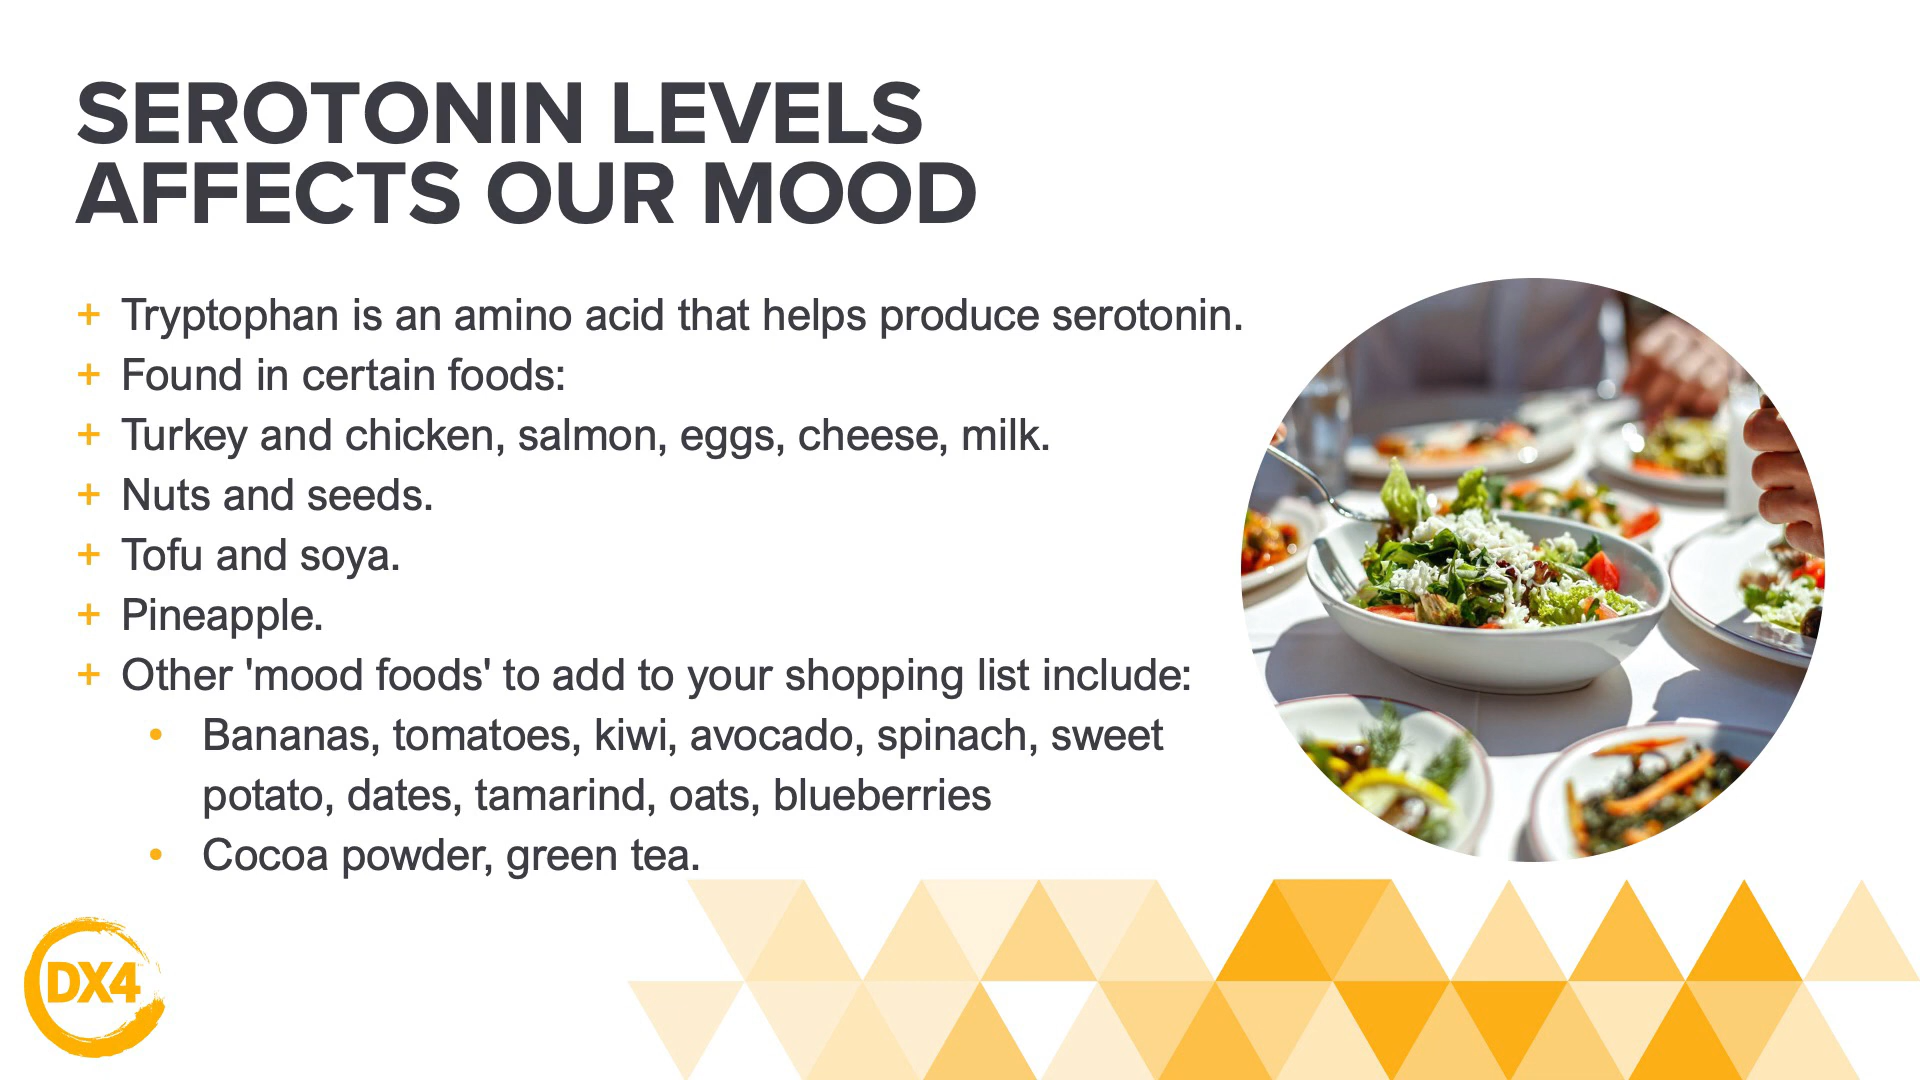 SEROTONIN LEVELS
AFFECTS OUR MOOD
+ Tryptophan is an amino acid that helps produce serotonin.
+ Found in certain foods:
+ Turkey and chicken, salmon, eggs, cheese, milk.
+ Nuts and seeds.
+ Tofu and soya.
+ Pineapple.
+ Other 'mood foods' to add to your shopping list include:
• Bananas, tomatoes, kiwi, avocado, spinach, sweet
potato, dates, tamarind, oats, blueberries
• Cocoa powder, green tea.
DX4